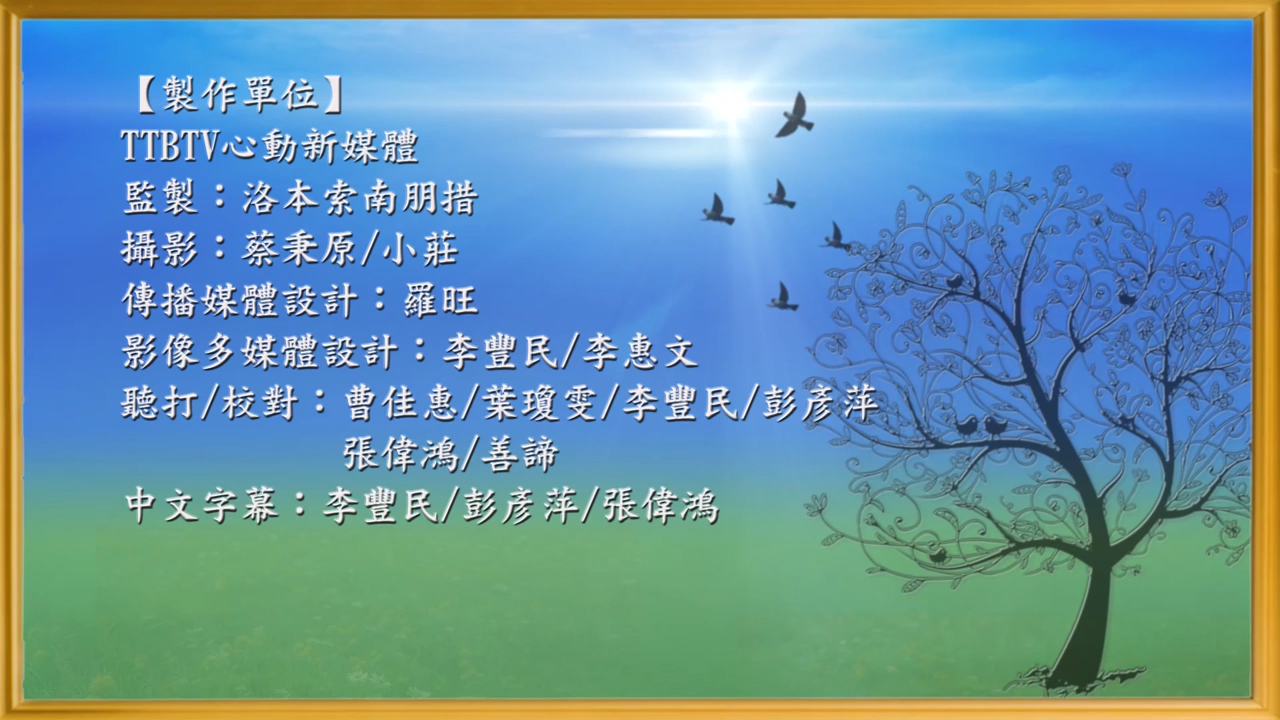 【製作單位】
TTBTV心動新媒體
監製：洛本索南朋措
攝影：蔡秉原/小莊
傳播媒體設計：羅旺
影像多媒體設計：李豐民/李惠文
聽打/校對：曹佳惠/葉瓊雯/李豐民/彭彥萍
張偉鴻/善諦
中文字幕：李豐民/彭彥萍/張偉鴻